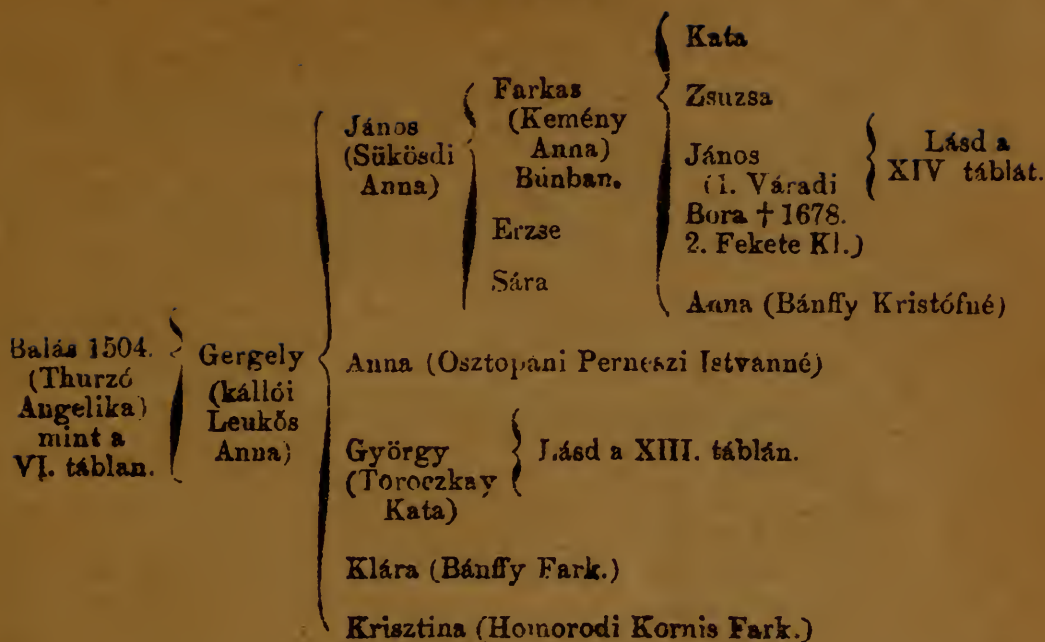 Kata
Farkas
Zsuzsa
(Kemény
János
Anna)
Lásd a
(Sükösdi
Búnban.
János
XIV táblát.
Anna)
(1. Váradi
Erzse
Bora † 1678.
2. Fekete Kl.)
Sára
Anna (Bánffy Kristófné)
Balás 1504.
Gergely
Anna (Osztopáni Perneszi Istvanné)
(Thurzó
(kállói
Angelika)
Leukős
mint a
Anna)
György
Lásd a XIII. táblán.
VI. táblan.
(Toroczkay
Kata)
Klára (Bánffy Fark.)
Krisztina (Homorodi Kornis Fark.)